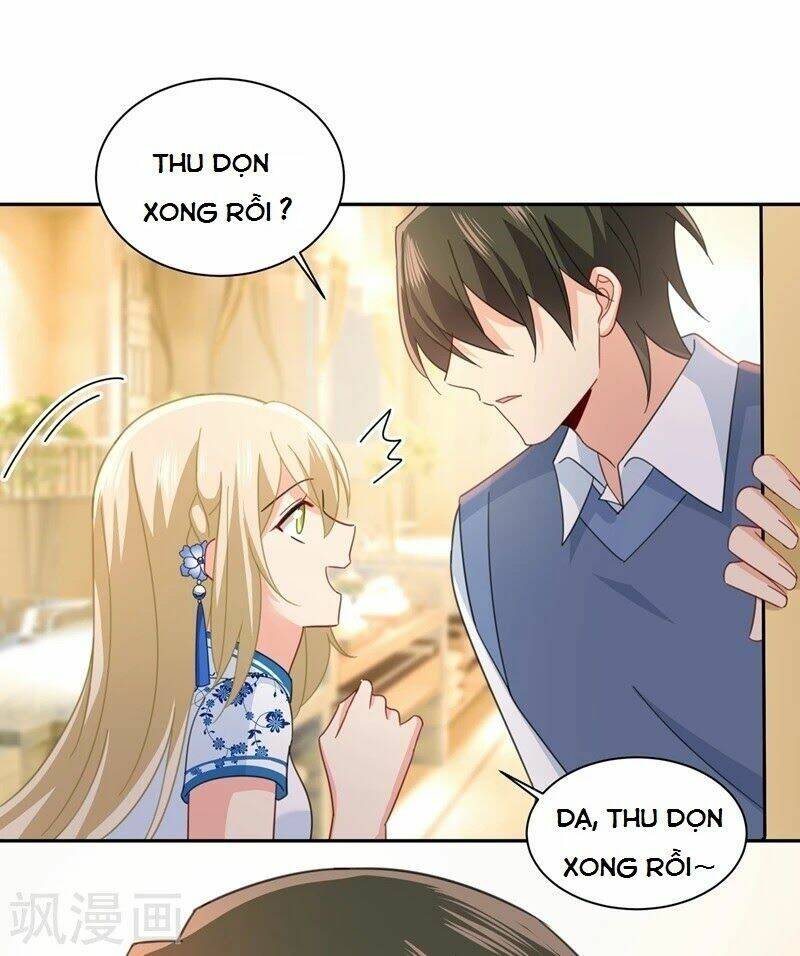 THU DỌN
XONG RỒI?
DẠ, THU DỌN
XONG RỒI~
飒漫画